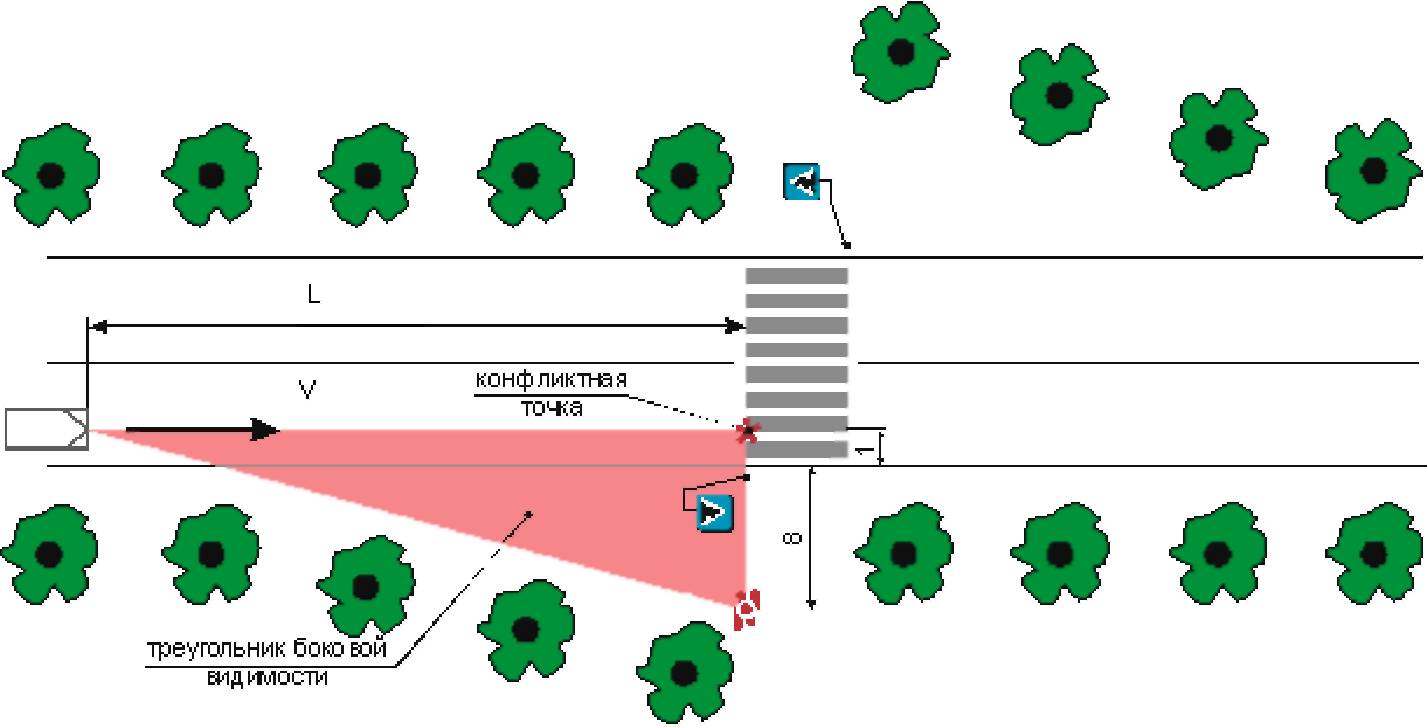 L
V
конфликтная
точка
1
8
треугольник боковой
видимости